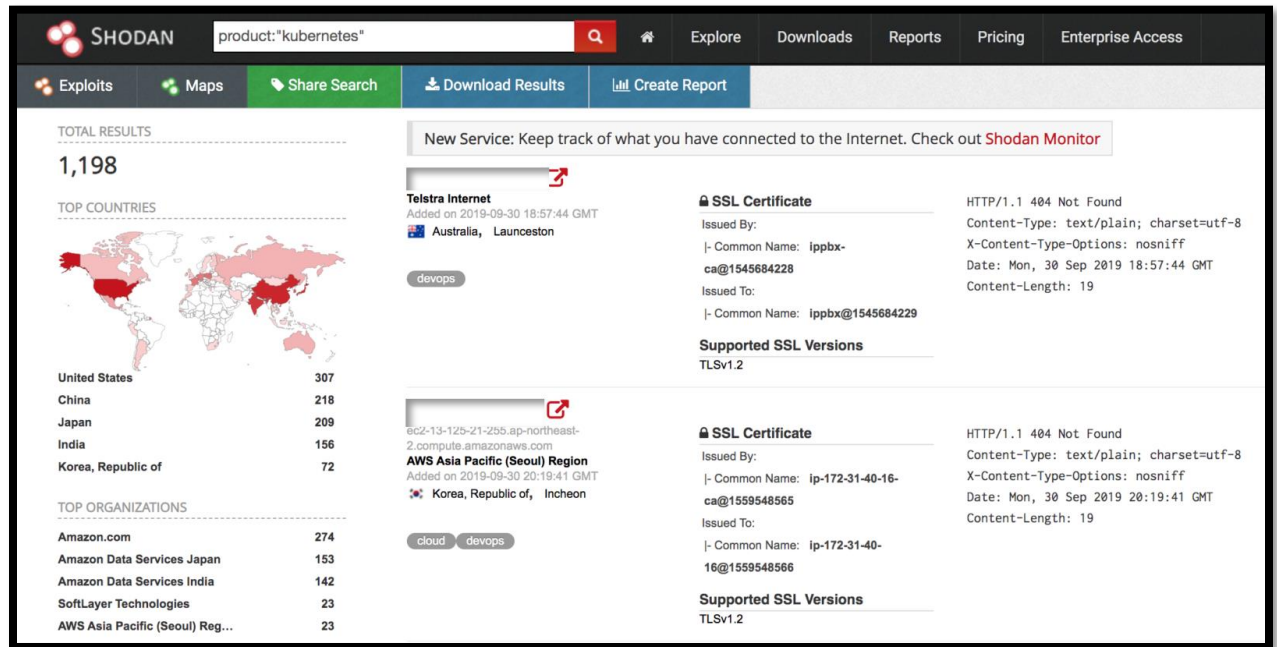 SHODAN
product:"kubernetes"
Explore Downloads Reports Pricing Enterprise Access
Exploits Maps Share Search Download Results Create Report
TOTAL RESULTS
1,198
TOP COUNTRIES
United States 307
China 218
Japan 209
India 156
Korea, Republic of 72
TOP ORGANIZATIONS
Amazon.com 274
Amazon Data Services Japan 153
Amazon Data Services India 142
SoftLayer Technologies 23
AWS Asia Pacific (Seoul) Reg... 23
New Service: Keep track of what you have connected to the Internet. Check out Shodan Monitor
Telstra Internet
Added on 2019-09-30 18:57:44 GMT
Australia, Launceston
devops
SSL Certificate
Issued By:
|- Common Name: ippbx-
ca@1545684228
Issued To:
|- Common Name: ippbx@1545684229
Supported SSL Versions
TLSv1.2
HTTP/1.1 404 Not Found
Content-Type: text/plain; charset=utf-8
X-Content-Type-Options: nosniff
Date: Mon, 30 Sep 2019 18:57:44 GMT
Content-Length: 19
ec2-13-125-21-255.ap-northeast-
2.compute.amazonaws.com
AWS Asia Pacific (Seoul) Region
Added on 2019-09-30 20:19:41 GMT
Korea, Republic of, Incheon
cloud devops
SSL Certificate
Issued By:
|- Common Name: ip-172-31-40-16-
ca@1559548565
Issued To:
|- Common Name: ip-172-31-40-
16@1559548566
Supported SSL Versions
TLSv1.2
HTTP/1.1 404 Not Found
Content-Type: text/plain; charset=utf-8
X-Content-Type-Options: nosniff
Date: Mon, 30 Sep 2019 20:19:41 GMT
Content-Length: 19